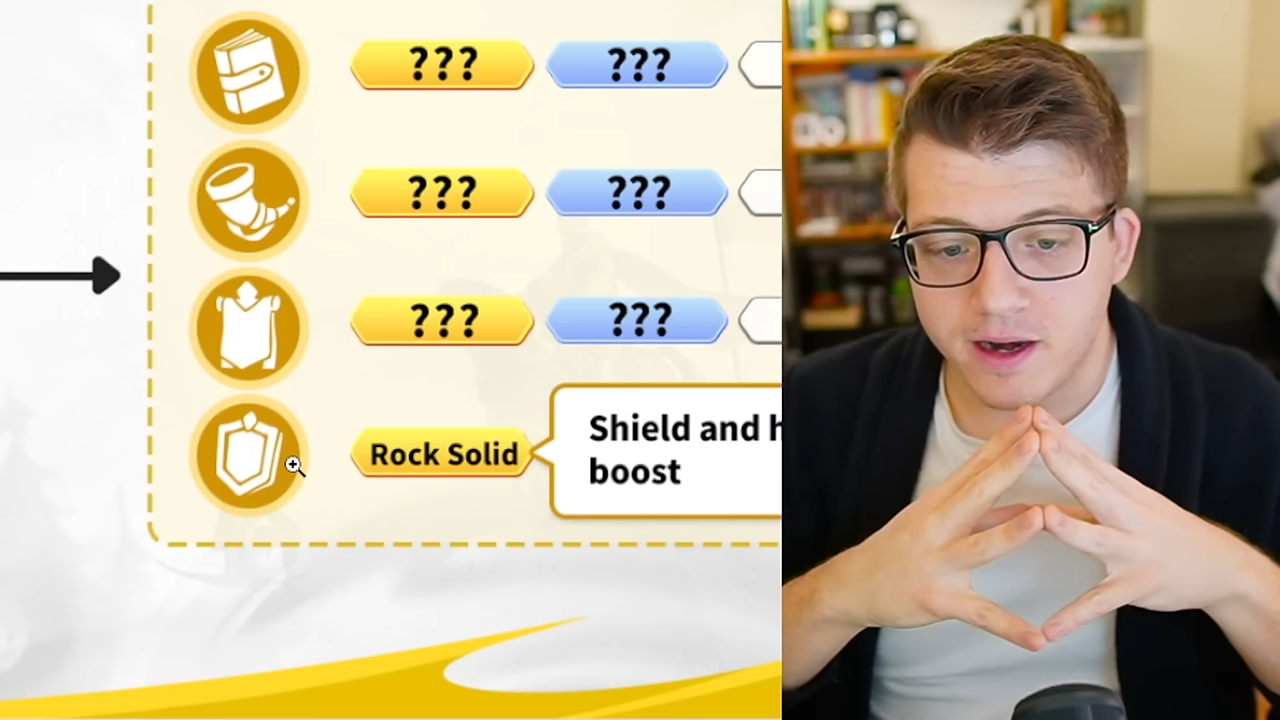 ??? ???
??? ???
??? ???
Rock Solid
Shield and h
boost